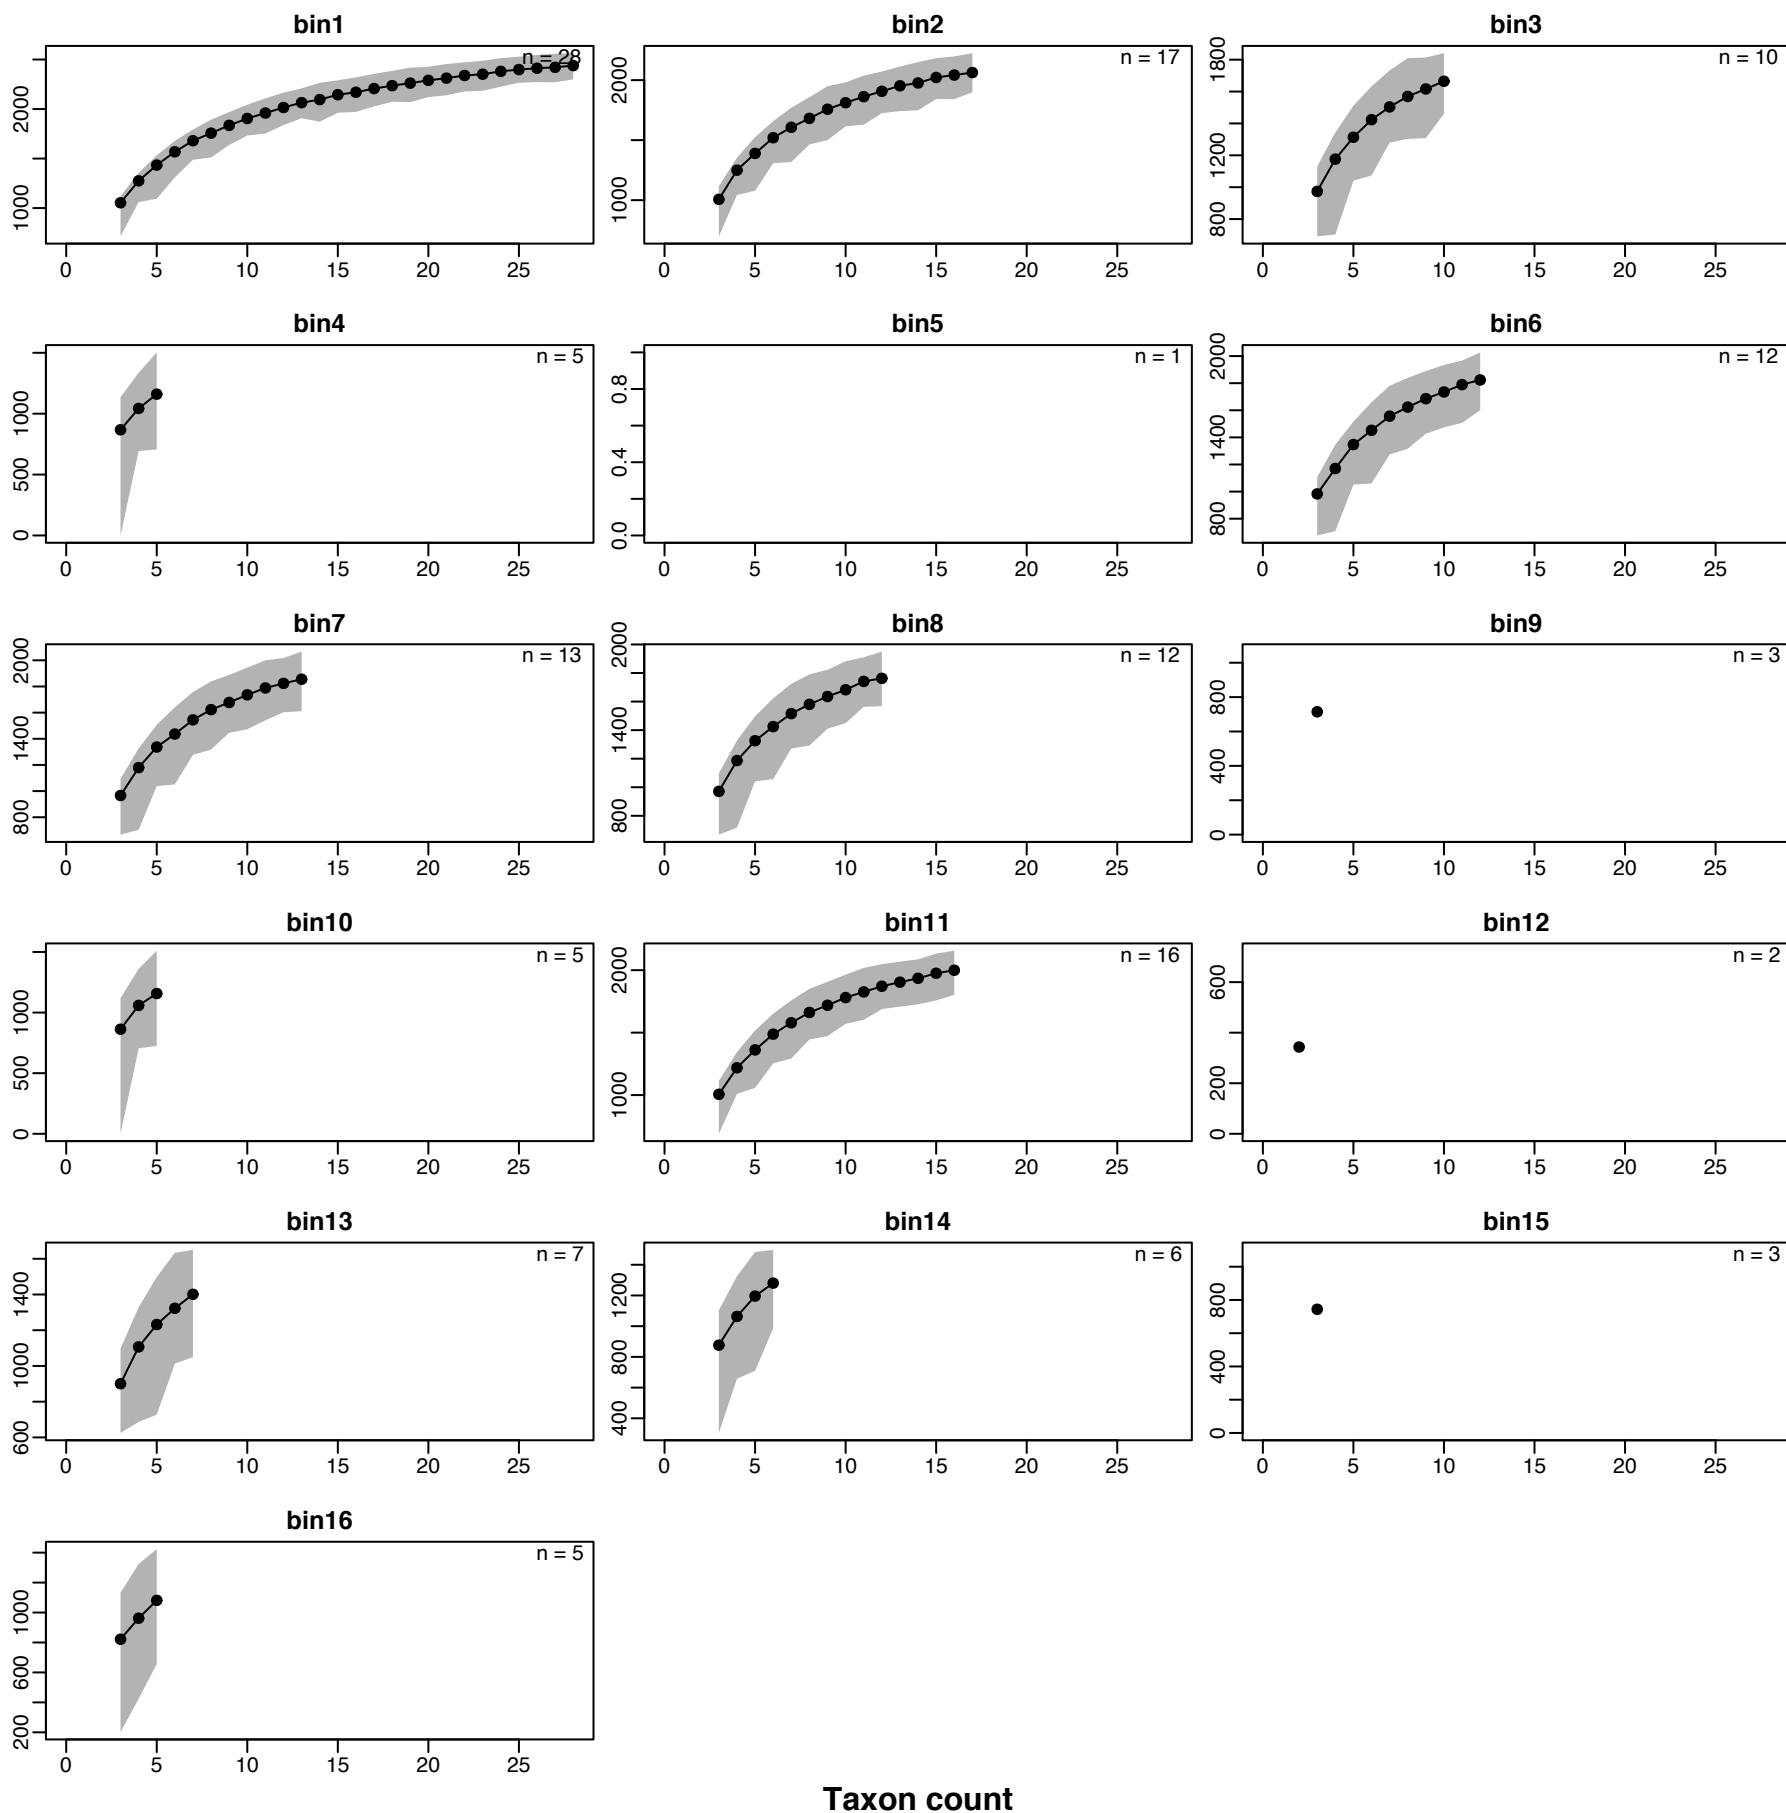 bin1
n = 28
1000 2000
0 5 10 15 20 25
bin2
n = 17
1000 2000
0 5 10 15 20 25
bin3
n = 10
800 1200 1800
0 5 10 15 20 25
bin4
n = 5
0 500 1000
0 5 10 15 20 25
bin5
n = 1
0.0 0.4 0.8
0 5 10 15 20 25
bin6
n = 12
800 1400 2000
0 5 10 15 20 25
bin7
n = 13
800 1400 2000
0 5 10 15 20 25
bin8
n = 12
800 1400 2000
0 5 10 15 20 25
bin9
n = 3
0 400 800
0 5 10 15 20 25
bin10
n = 5
0 500 1000
0 5 10 15 20 25
bin11
n = 16
1000 2000
0 5 10 15 20 25
bin12
n = 2
0 200 600
0 5 10 15 20 25
bin13
n = 7
600 1000 1400
0 5 10 15 20 25
bin14
n = 6
400 800 1200
0 5 10 15 20 25
bin15
n = 3
0 400 800
0 5 10 15 20 25
bin16
n = 5
200 600 1000
0 5 10 15 20 25
Taxon count